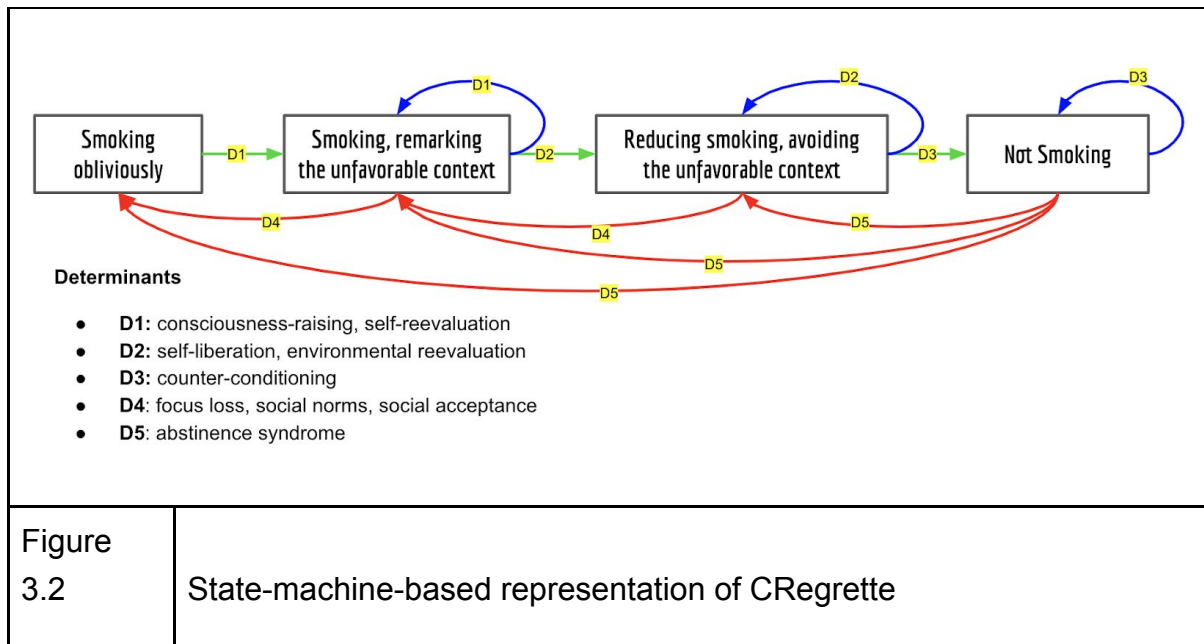 D1
D2
D3
Smoking
obliviously
D1
Smoking, remarking
the unfavorable context
D2
Reducing smoking, avoiding
the unfavorable context
D3
Not Smoking
D4
D4
D5
D5
D5
Determinants
● D1: consciousness-raising, self-reevaluation
● D2: self-liberation, environmental reevaluation
● D3: counter-conditioning
● D4: focus loss, social norms, social acceptance
● D5: abstinence syndrome
Figure
3.2
State-machine-based representation of CRegrette